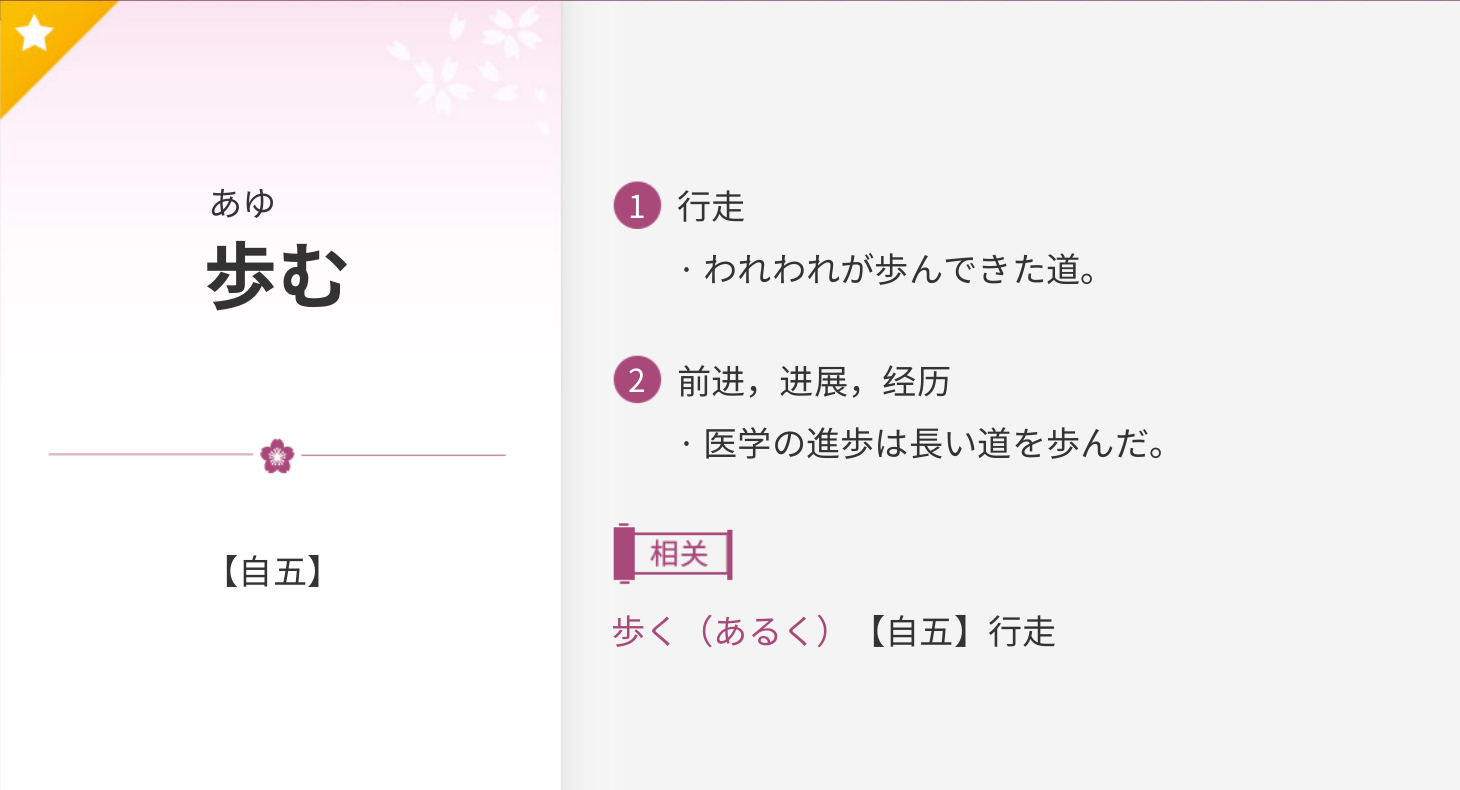 あゆ
歩む
【自五】
1 行走
· われわれが歩んできた道。
2 前进，进展，经历
· 医学の進歩は長い道を歩んだ。
相关
歩く（あるく）【自五】行走